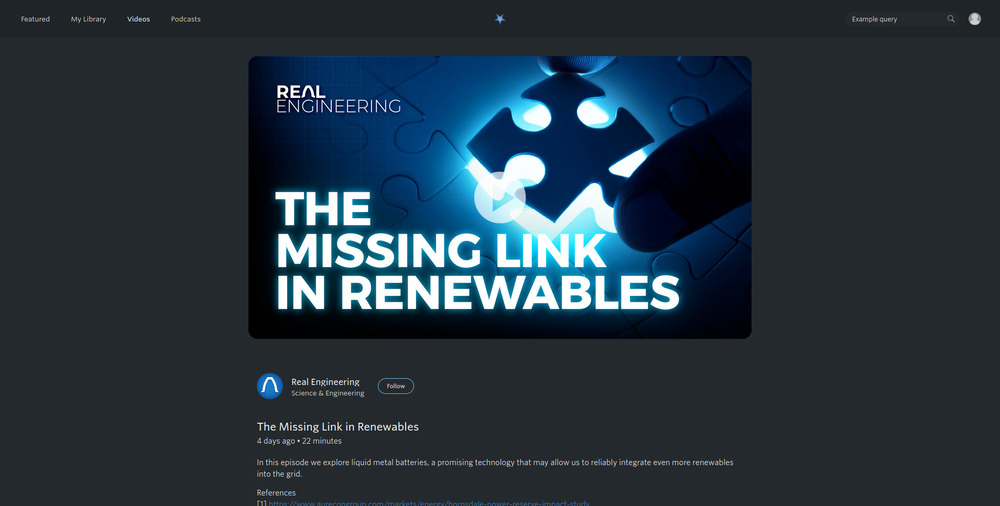 Featured
My Library
Videos
Podcasts
Example query
REAL
ENGINEERING
THE
MISSING LINK
IN RENEWABLES
Real Engineering
Science & Engineering
Follow
The Missing Link in Renewables
4 days ago • 22 minutes
In this episode we explore liquid metal batteries, a promising technology that may allow us to reliably integrate even more renewables
into the grid.
References
[1] https://www.aurecongroup.com/markets/energy/hornsdale-power-reserve-impact-study